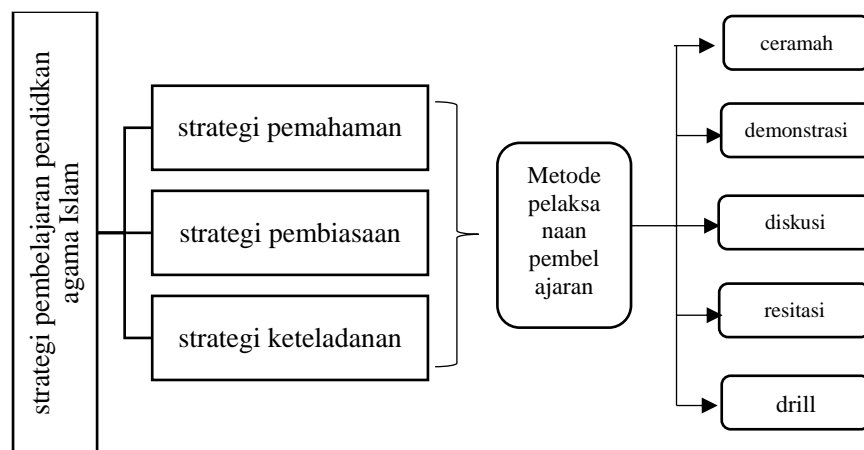 strategi pembelajaran pendidkan
agama Islam
strategi pemahaman
strategi pembiasaan
strategi keteladanan
Metode
pelaksa
naan
pembel
ajaran
ceramah
demonstrasi
diskusi
resitasi
drill